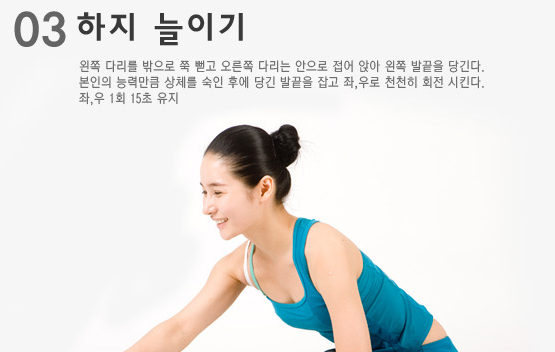 03 하지 늘이기
왼쪽 다리를 밖으로 쭉 뻗고 오른쪽 다리는 안으로 접어 앉아 왼쪽 발끝을 당긴다.
본인의 능력만큼 상체를 숙인 후에 당긴 발끝을 잡고 좌,우로 천천히 회전 시킨다.
좌,우 1회 15초 유지